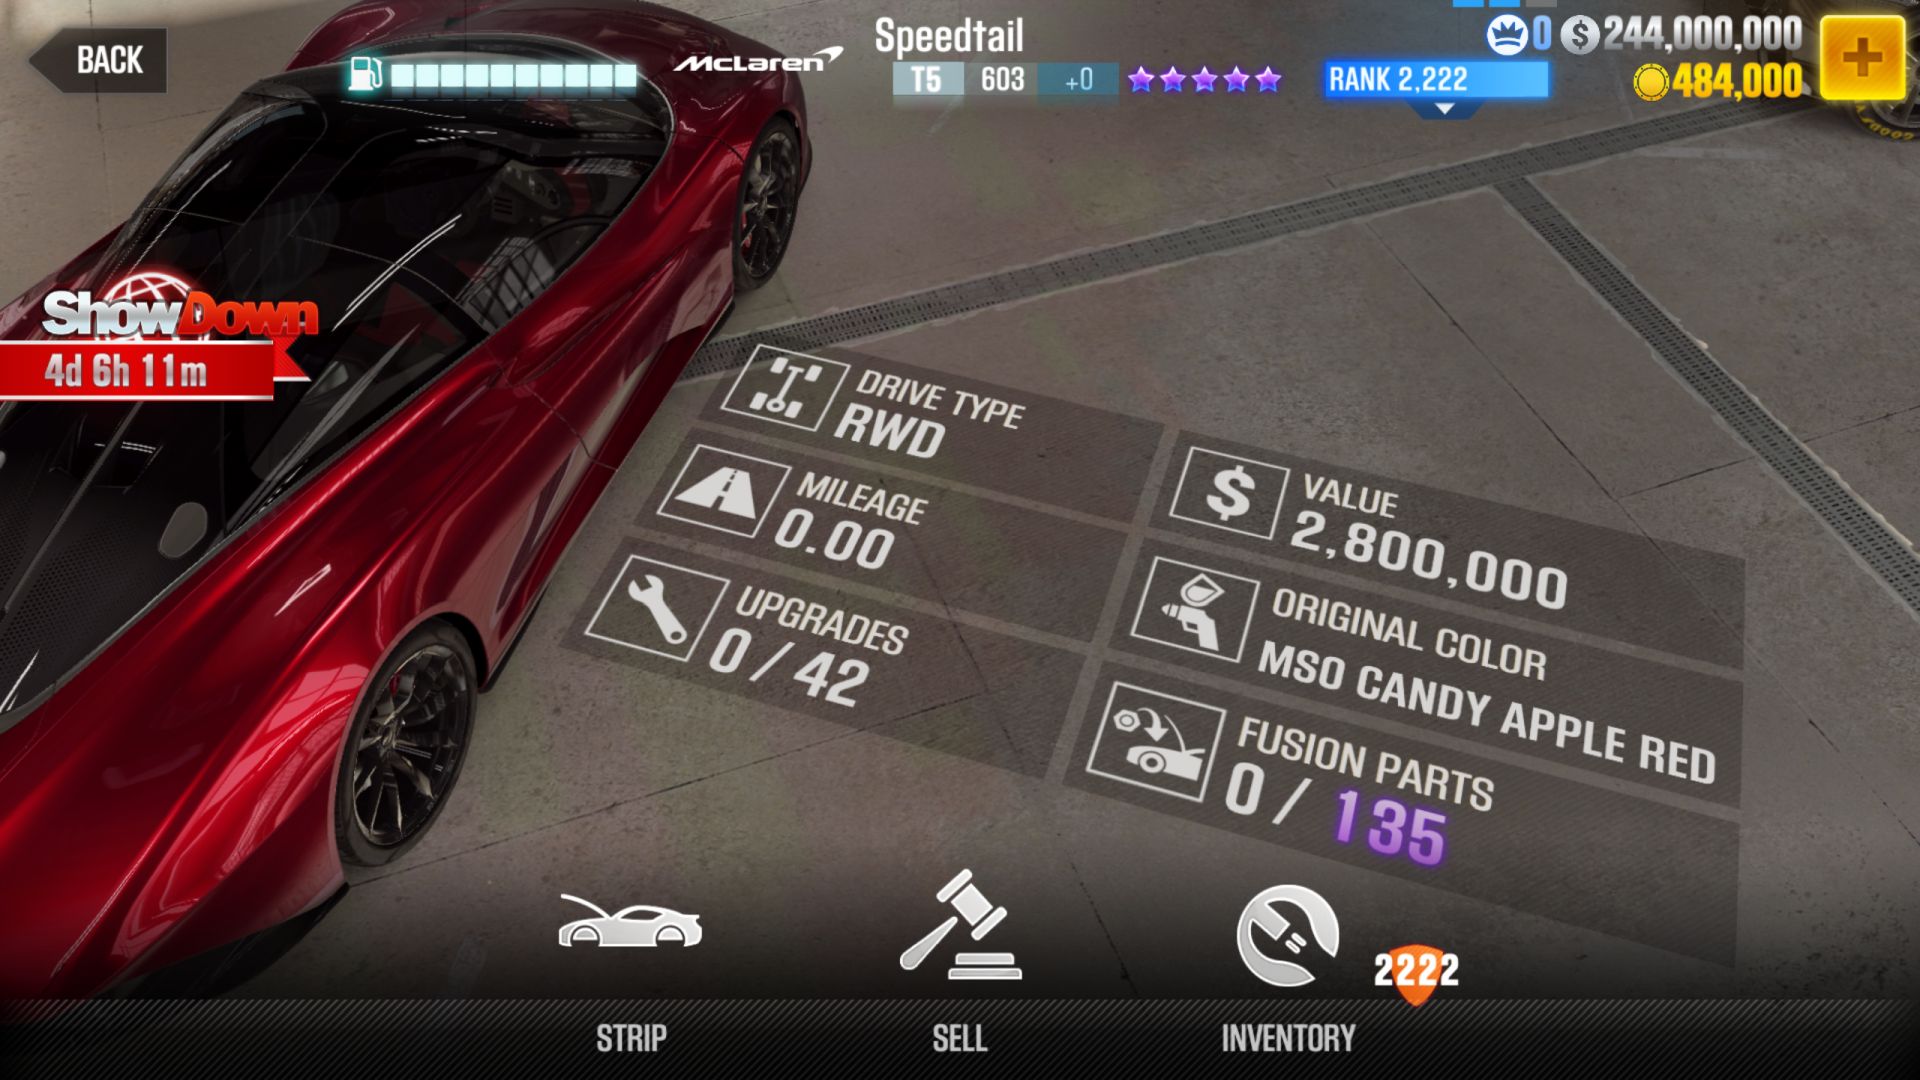 BACK
McLaren
Speedtail
T5 603 +0
RANK 2,222
0 $ 244,000,000
484,000
ShowDown
4d 6h 11m
DRIVE TYPE
RWD
MILEAGE
0.00
UPGRADES
0 / 42
$ VALUE
2,800,000
ORIGINAL COLOR
MSO CANDY APPLE RED
FUSION PARTS
0 / 135
STRIP
SELL
INVENTORY
2222